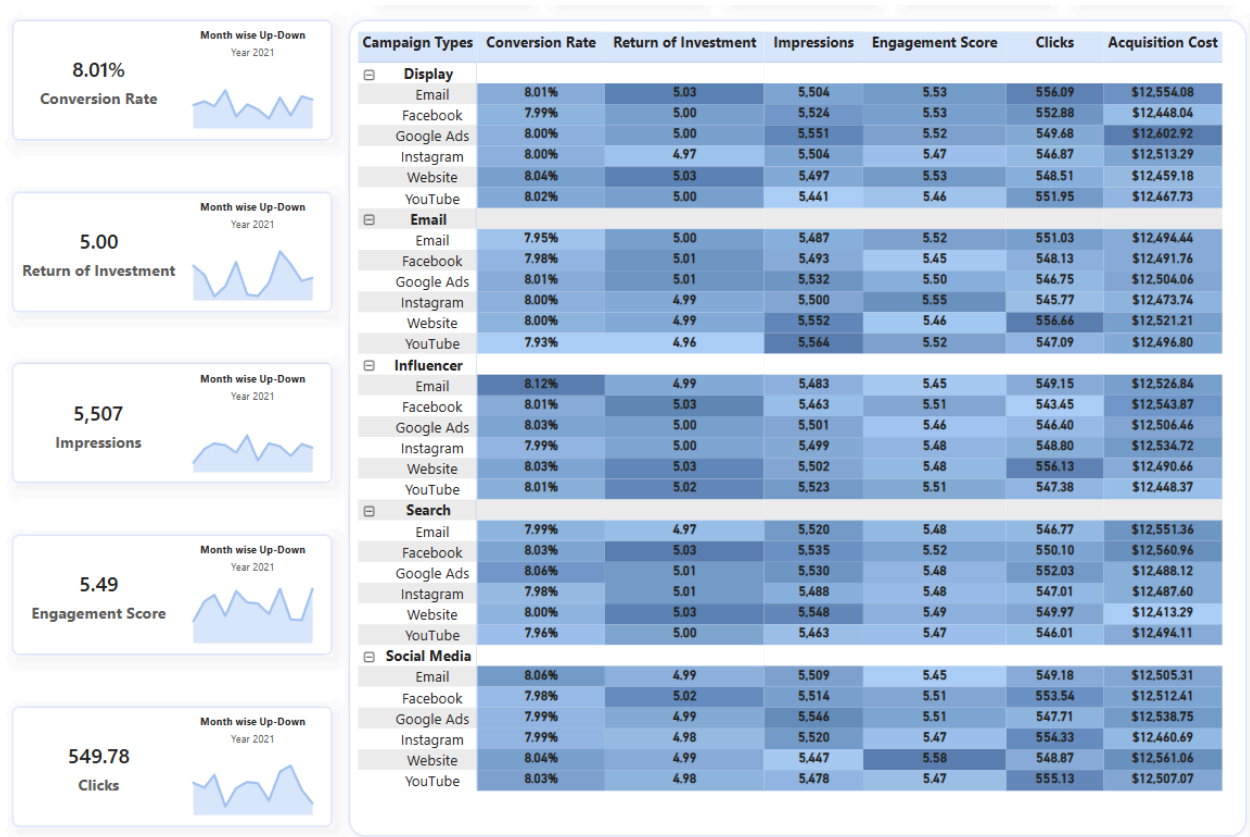 Month wise Up-Down
Year 2021
8.01%
Conversion Rate
Month wise Up-Down
Year 2021
5.00
Return of Investment
Month wise Up-Down
Year 2021
5,507
Impressions
Month wise Up-Down
Year 2021
5.49
Engagement Score
Month wise Up-Down
Year 2021
549.78
Clicks
Campaign Types Conversion Rate Return of Investment Impressions Engagement Score Clicks Acquisition Cost
Display
Email 8.01% 5.03 5,504 5.53 556.09 $12,554.08
Facebook 7.99% 5.00 5,524 5.53 552.88 $12,448.04
Google Ads 8.00% 5.00 5,551 5.52 549.68 $12,602.92
Instagram 8.00% 4.97 5,504 5.47 546.87 $12,513.29
Website 8.04% 5.03 5,497 5.53 548.51 $12,459.18
YouTube 8.02% 5.00 5,441 5.46 551.95 $12,467.73
Email
Email 7.95% 5.00 5,487 5.52 551.03 $12,494.44
Facebook 7.98% 5.01 5,493 5.45 548.13 $12,491.76
Google Ads 8.01% 5.01 5,532 5.50 546.75 $12,504.06
Instagram 8.00% 4.99 5,500 5.55 545.77 $12,473.74
Website 8.00% 4.99 5,552 5.46 556.66 $12,521.21
YouTube 7.93% 4.96 5,564 5.52 547.09 $12,496.80
Influencer
Email 8.12% 4.99 5,483 5.45 549.15 $12,526.84
Facebook 8.01% 5.03 5,463 5.51 543.45 $12,543.87
Google Ads 8.03% 5.00 5,501 5.46 546.40 $12,506.46
Instagram 7.99% 5.00 5,499 5.48 548.80 $12,534.72
Website 8.03% 5.03 5,502 5.48 556.13 $12,490.66
YouTube 8.01% 5.02 5,523 5.51 547.38 $12,448.37
Search
Email 7.99% 4.97 5,520 5.48 546.77 $12,551.36
Facebook 8.03% 5.03 5,535 5.52 550.10 $12,560.96
Google Ads 8.06% 5.01 5,530 5.48 552.03 $12,488.12
Instagram 7.98% 5.01 5,488 5.48 547.01 $12,487.60
Website 8.00% 5.03 5,548 5.49 549.97 $12,413.29
YouTube 7.96% 5.00 5,463 5.47 546.01 $12,494.11
Social Media
Email 8.06% 4.99 5,509 5.45 549.18 $12,505.31
Facebook 7.98% 5.02 5,514 5.51 553.54 $12,512.41
Google Ads 7.99% 4.99 5,546 5.51 547.71 $12,538.75
Instagram 7.99% 4.98 5,520 5.47 554.33 $12,460.69
Website 8.04% 4.99 5,447 5.58 548.87 $12,561.06
YouTube 8.03% 4.98 5,478 5.47 555.13 $12,507.07